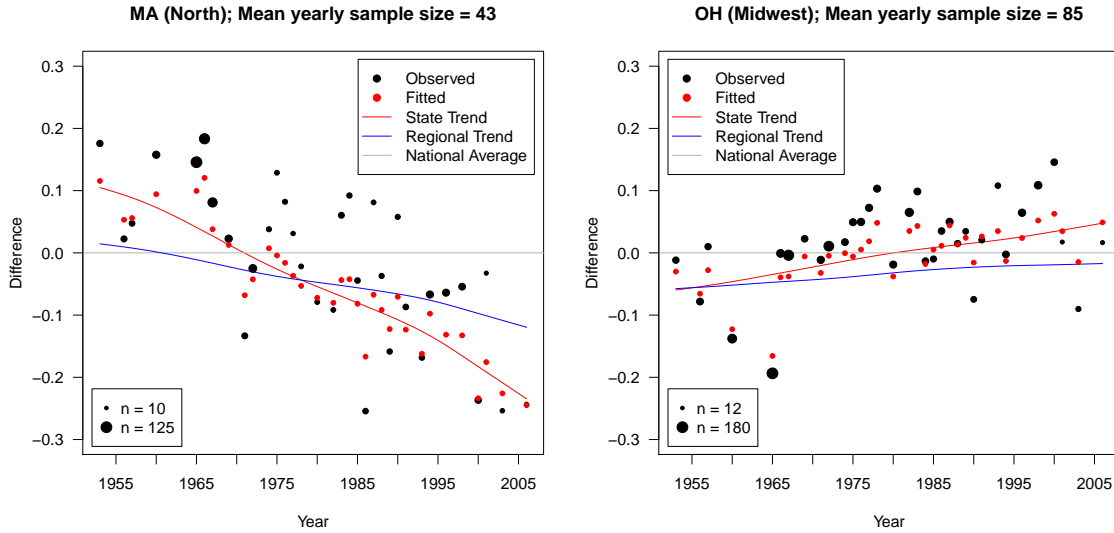 MA (North); Mean yearly sample size = 43
0.3
0.2
0.1
0.0
−0.1
−0.2
−0.3
Difference
Observed
Fitted
State Trend
Regional Trend
National Average
n = 10
n = 125
1955 1965 1975 1985 1995 2005
Year
OH (Midwest); Mean yearly sample size = 85
0.3
0.2
0.1
0.0
−0.1
−0.2
−0.3
Difference
Observed
Fitted
State Trend
Regional Trend
National Average
n = 12
n = 180
1955 1965 1975 1985 1995 2005
Year